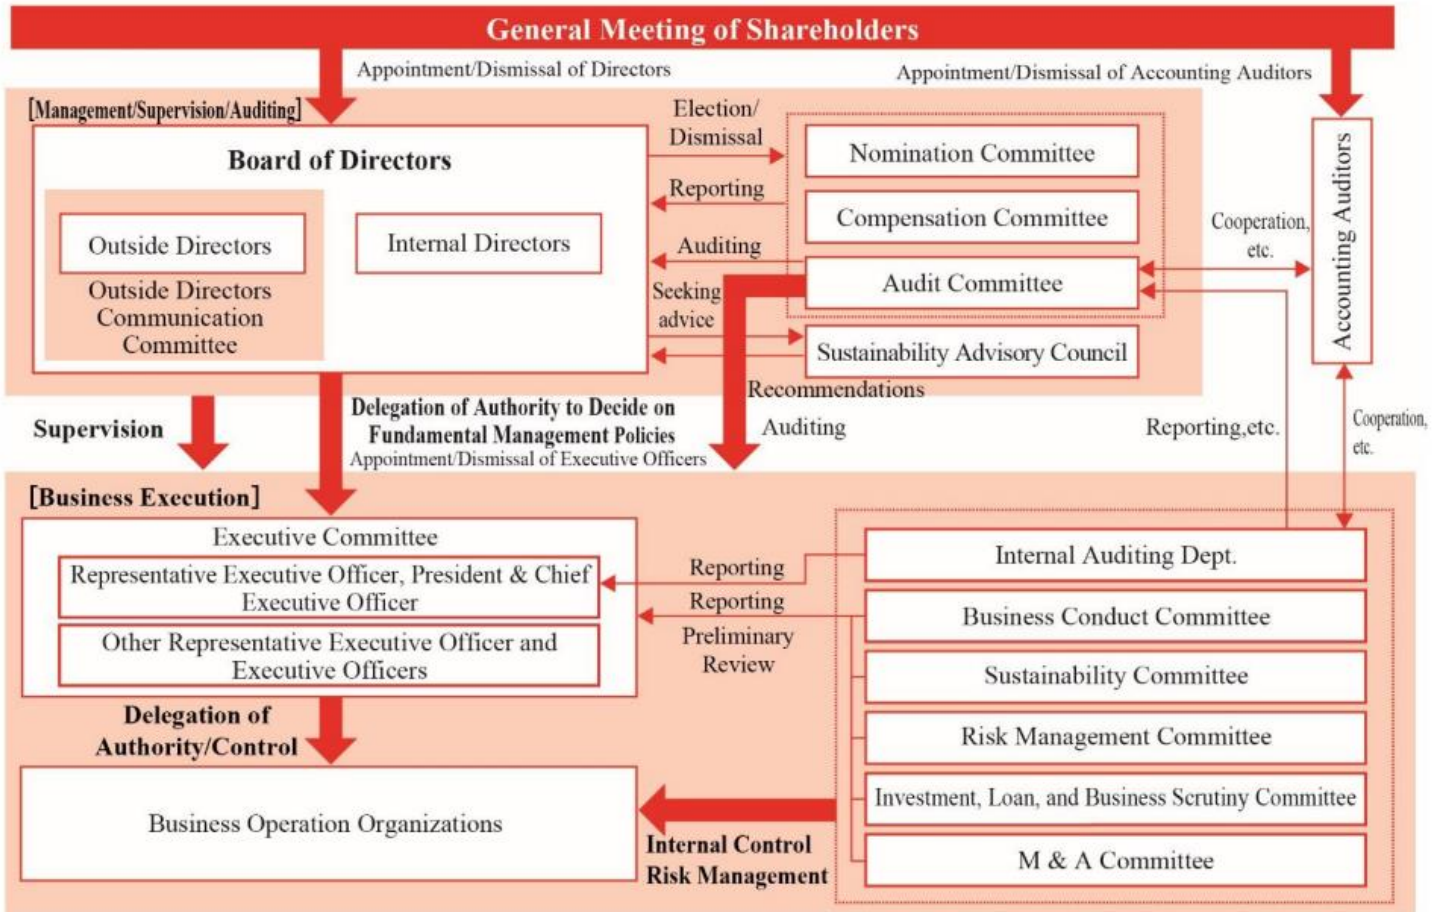 General Meeting of Shareholders
Appointment/Dismissal of Directors
Appointment/Dismissal of Accounting Auditors
[Management/Supervision/Auditing]
Board of Directors
Outside Directors
Outside Directors
Communication
Committee
Internal Directors
Election/
Dismissal
Reporting
Auditing
Seeking
advice
Recommendations
Nomination Committee
Compensation Committee
Audit Committee
Sustainability Advisory Council
Cooperation,
etc.
Accounting Auditors
Supervision
Delegation of Authority to Decide on
Fundamental Management Policies
Appointment/Dismissal of Executive Officers
Auditing
Reporting,etc.
Cooperation,
etc.
[Business Execution]
Executive Committee
Representative Executive Officer, President & Chief
Executive Officer
Other Representative Executive Officer and
Executive Officers
Reporting
Reporting
Preliminary
Review
Internal Auditing Dept.
Business Conduct Committee
Sustainability Committee
Risk Management Committee
Investment, Loan, and Business Scrutiny Committee
M & A Committee
Delegation of
Authority/Control
Business Operation Organizations
Internal Control
Risk Management